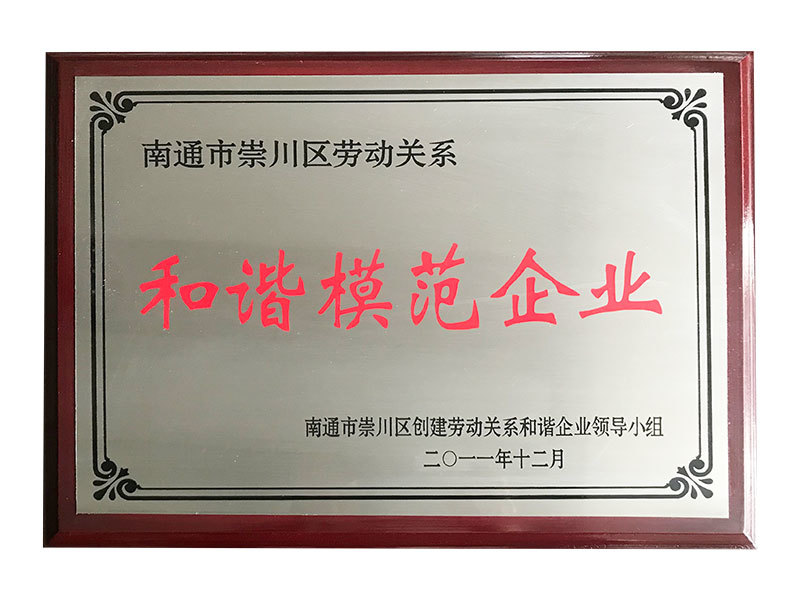 南通市崇川区劳动关系
和谐模范企业
南通市崇川区创建劳动关系和谐企业领导小组
二〇一一年十二月